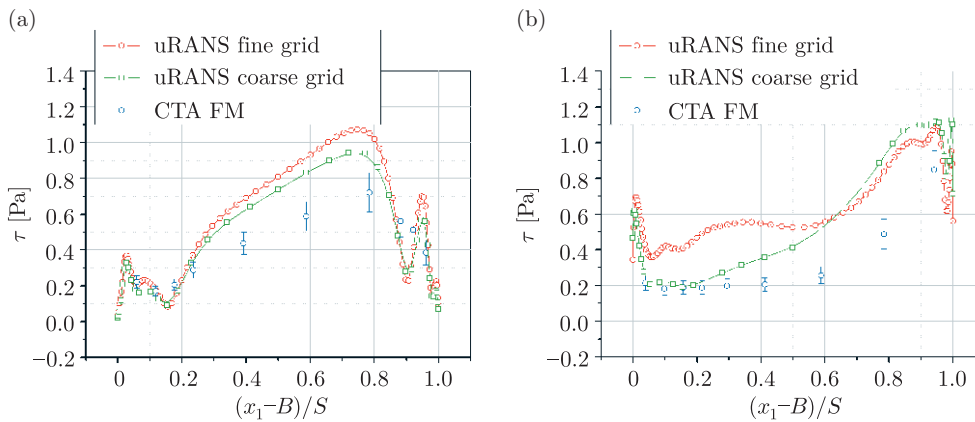 (a)
uRANS fine grid
uRANS coarse grid
CTA FM
1.4
1.2
1.0
0.8
0.6
0.4
0.2
0.0
−0.2
τ [Pa]
0 0.2 0.4 0.6 0.8 1.0
(x₁–B)/S
(b)
uRANS fine grid
uRANS coarse grid
CTA FM
1.4
1.2
1.0
0.8
0.6
0.4
0.2
0.0
−0.2
τ [Pa]
0 0.2 0.4 0.6 0.8 1.0
(x₁–B)/S